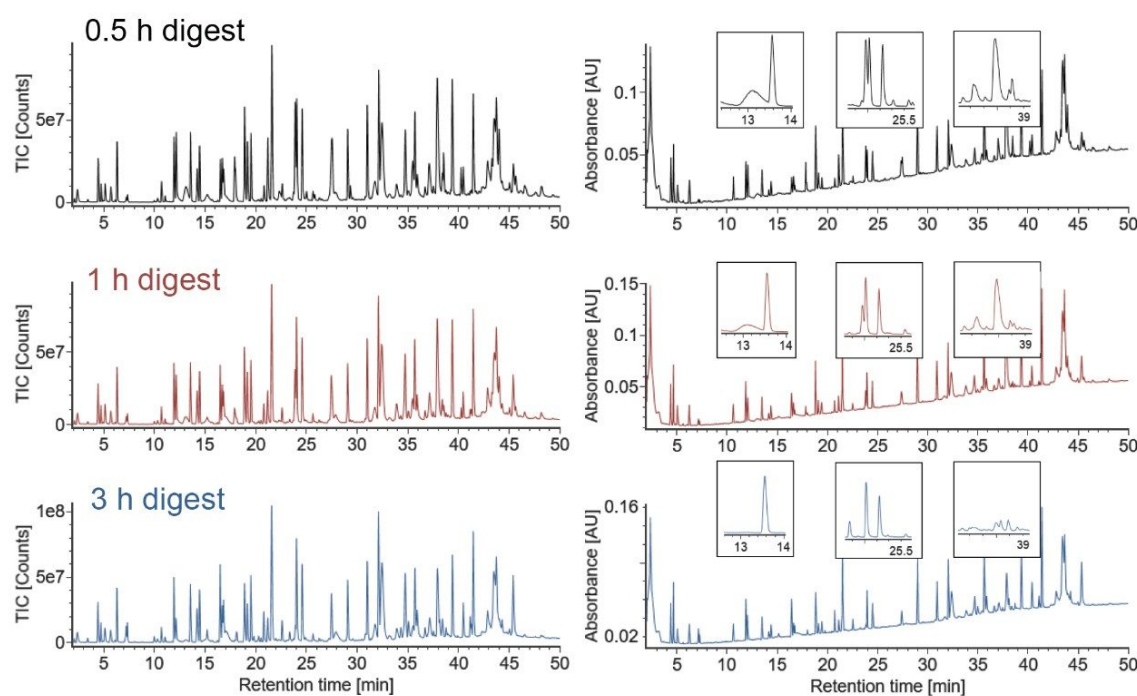 0.5 h digest
TIC [Counts]
5e7
0
5 10 15 20 25 30 35 40 45 50
Absorbance [AU]
0.1
0.05
13 14
25.5
39
5 10 15 20 25 30 35 40 45 50
1 h digest
TIC [Counts]
5e7
0
5 10 15 20 25 30 35 40 45 50
Absorbance [AU]
0.15
0.1
0.05
13 14
25.5
39
5 10 15 20 25 30 35 40 45 50
3 h digest
TIC [Counts]
1e8
5e7
0
5 10 15 20 25 30 35 40 45 50
Retention time [min]
Absorbance [AU]
0.16
0.02
13 14
25.5
39
5 10 15 20 25 30 35 40 45 50
Retention time [min]